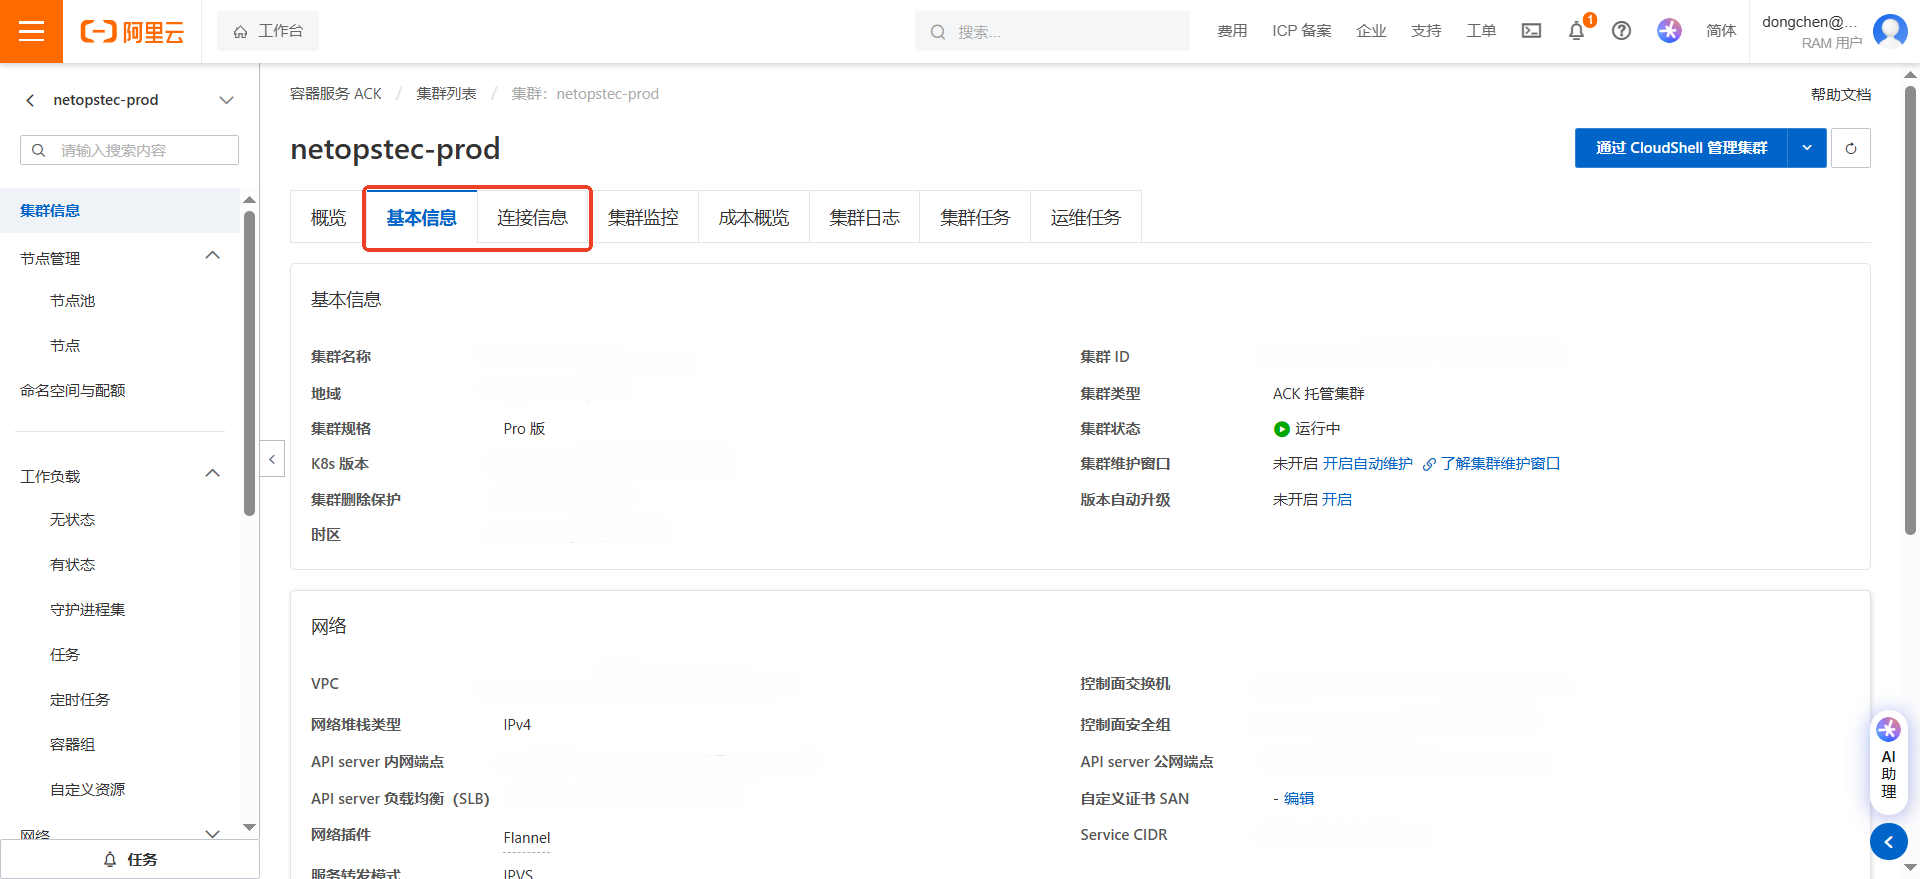 阿里云
工作台
搜索...
费用
ICP 备案
企业
支持
工单
1
简体
dongchen@...
RAM 用户
netopstec-prod
请输入搜索内容
集群信息
节点管理
节点池
节点
命名空间与配额
工作负载
无状态
有状态
守护进程集
任务
定时任务
容器组
自定义资源
网络
任务
容器服务 ACK / 集群列表 / 集群: netopstec-prod
帮助文档
netopstec-prod
通过 CloudShell 管理集群
概览
基本信息
连接信息
集群监控
成本概览
集群日志
集群任务
运维任务
基本信息
集群名称
集群 ID
地域
集群类型 ACK 托管集群
集群规格 Pro 版
集群状态 运行中
K8s 版本
集群维护窗口 未开启 开启自动维护 了解集群维护窗口
集群删除保护
版本自动升级 未开启 开启
时区
网络
VPC
控制面交换机
网络堆栈类型 IPv4
控制面安全组
API server 内网端点
API server 公网端点
API server 负载均衡（SLB）
自定义证书 SAN - 编辑
网络插件 Flannel
Service CIDR
服务转发模式 IPVS
AI
助
理